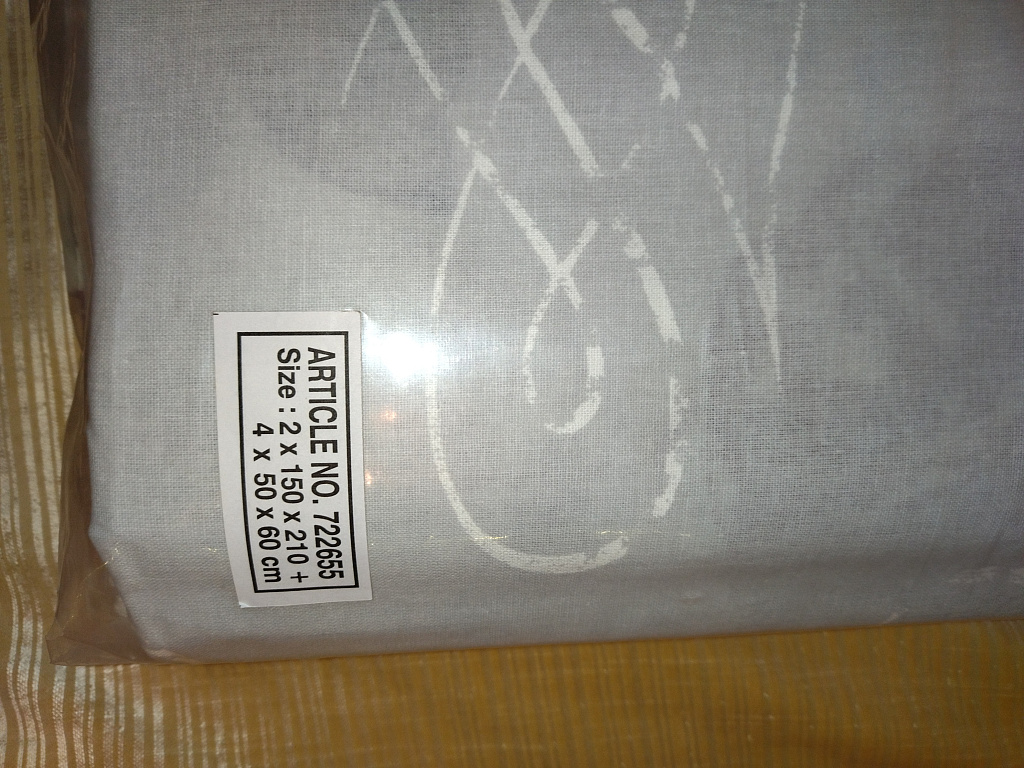 ARTICLE NO. 722655
Size : 2 x 150 x 210 +
4 x 50 x 60 cm